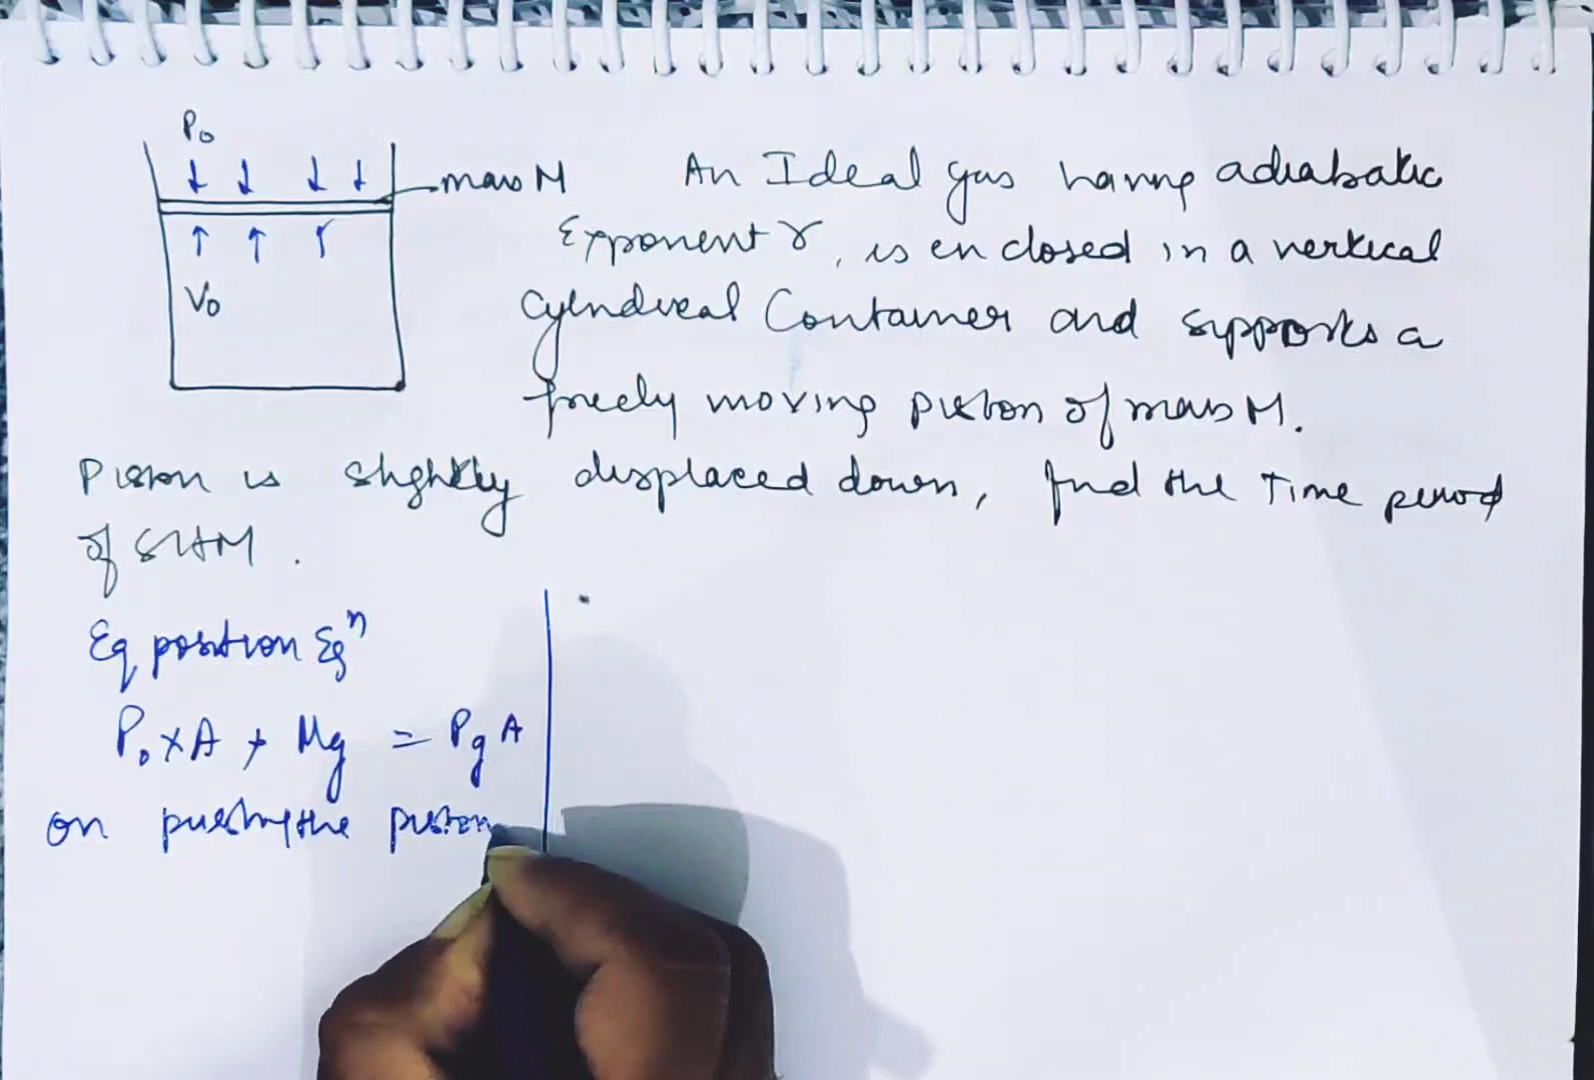 P₀
mass M
An Ideal gas having adiabatic
Exponent γ, is enclosed in a vertical
V₀
Cylindrical Container and supports a
freely moving piston of mass M.
Piston is slightly displaced down, find the Time period
of SHM.
Eq position Eqⁿ
P₀ × A + Mg = Pg A
on pushing the piston